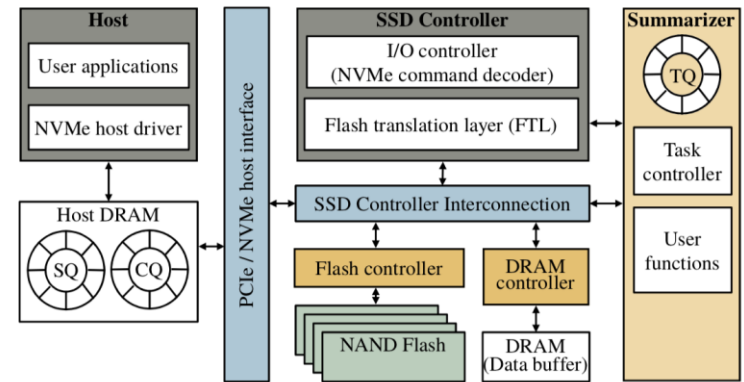 Host
User applications
NVMe host driver
Host DRAM
SQ
CQ
PCIe / NVMe host interface
SSD Controller
I/O controller
(NVMe command decoder)
Flash translation layer (FTL)
SSD Controller Interconnection
Flash controller
NAND Flash
DRAM
controller
DRAM
(Data buffer)
Summarizer
TQ
Task
controller
User
functions